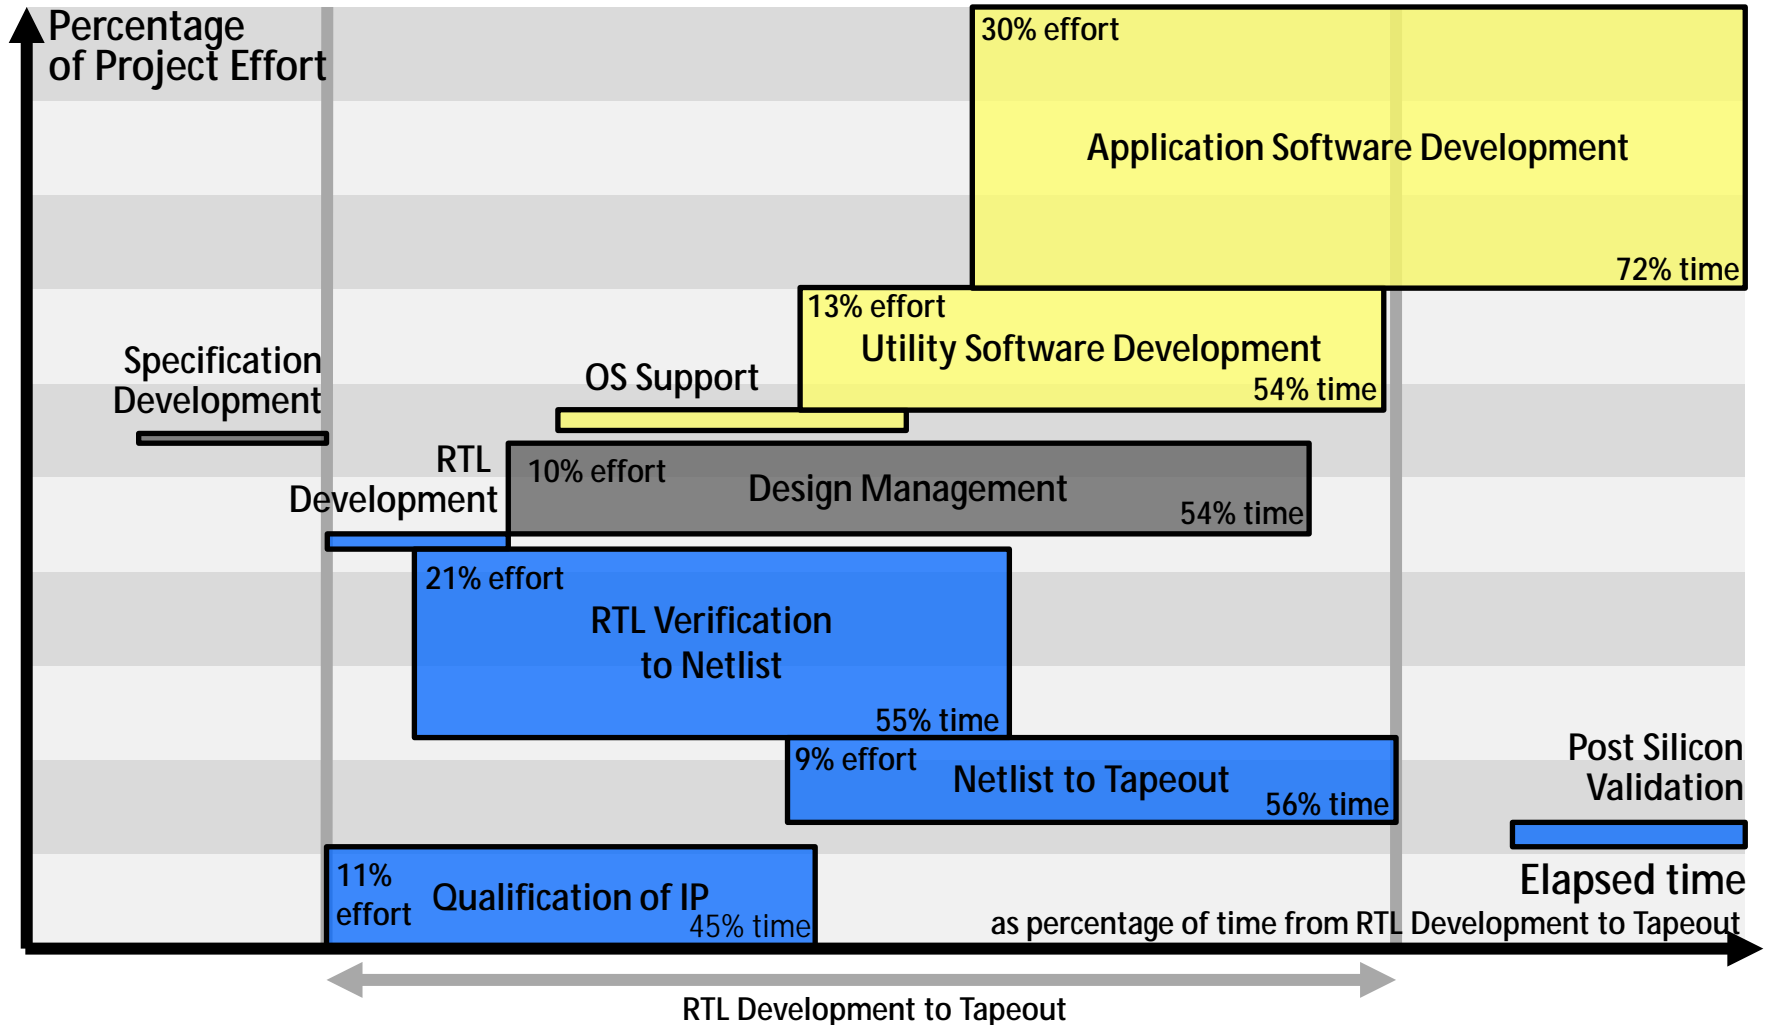 Percentage
of Project Effort
30% effort
Application Software Development
72% time
13% effort
Utility Software Development
54% time
Specification
Development
OS Support
RTL
Development
10% effort
Design Management
54% time
21% effort
RTL Verification
to Netlist
55% time
9% effort
Netlist to Tapeout
56% time
Post Silicon
Validation
11%
effort
Qualification of IP
45% time
Elapsed time
as percentage of time from RTL Development to Tapeout
RTL Development to Tapeout